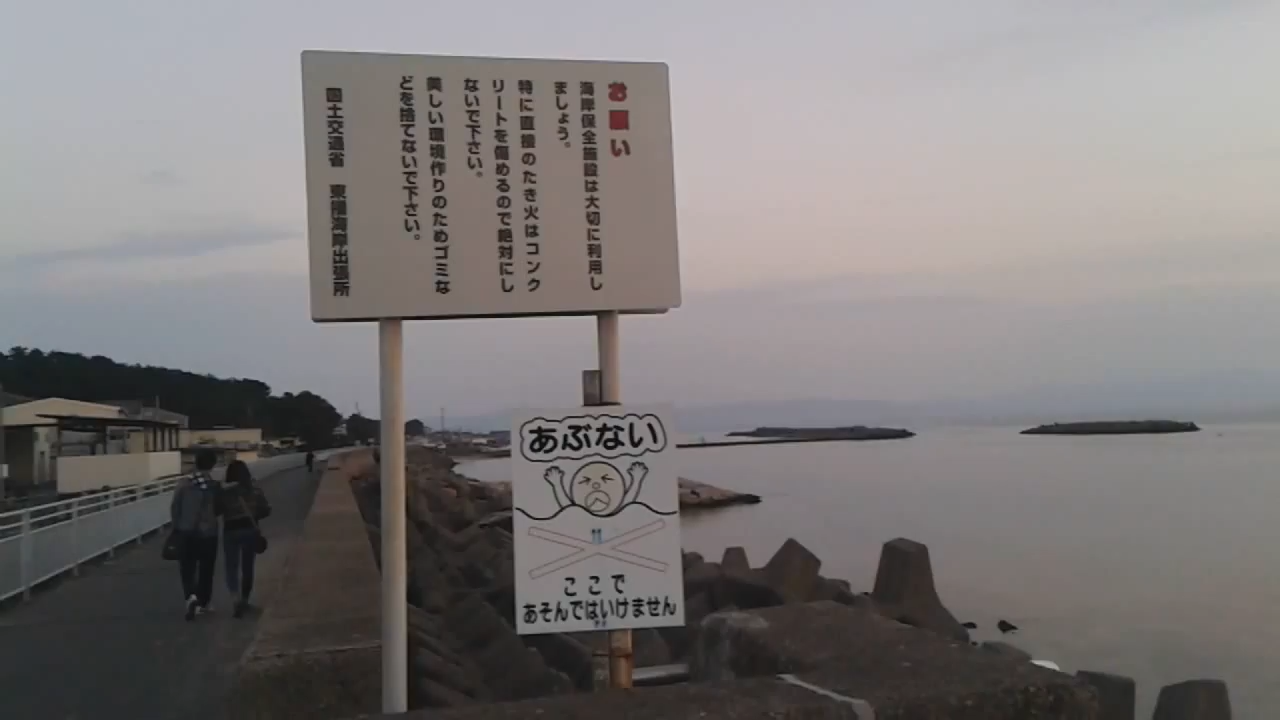 お願い
海岸保全施設は大切に利用し
ましょう。
特に直接のたき火はコンク
リートを傷めるので絶対にし
ないで下さい。
美しい環境作りのためゴミな
どを捨てないで下さい。
国土交通省 東播海岸出張所
あぶない
ここで
あそんではいけません